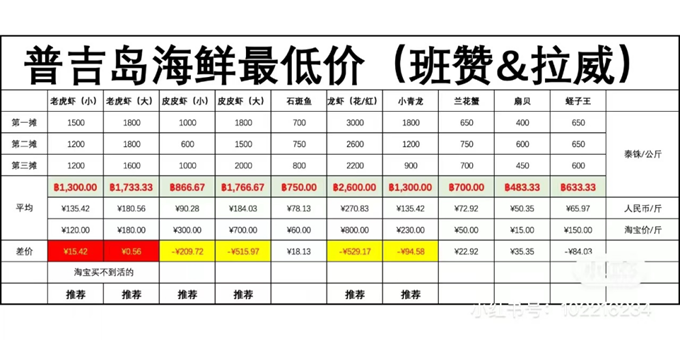 普吉岛海鲜最低价（班赞&拉威）
老虎虾（小） 老虎虾（大） 皮皮虾（小） 皮皮虾（大） 石斑鱼 龙虾（花/红） 小青龙 兰花蟹 扇贝 蛏子王
第一摊 1500 1800 1000 1500 700 3000 1800 650 400 650
第二摊 1200 1800 600 1500 750 2600 1200 750 600 650 泰铢/公斤
第三摊 1200 1600 1000 2000 800 2200 900 700 450 600
平均 ฿1,300.00 ฿1,733.33 ฿866.67 ฿1,766.67 ฿750.00 ฿2,600.00 ฿1,300.00 ฿700.00 ฿483.33 ฿633.33
¥135.42 ¥180.56 ¥90.28 ¥184.03 ¥78.13 ¥270.83 ¥135.42 ¥72.92 ¥50.35 ¥65.97 人民币/斤
¥120.00 ¥180.00 ¥300.00 ¥700.00 ¥60.00 ¥800.00 ¥230.00 ¥50.00 ¥15.00 ¥150.00 淘宝价/斤
差价 ¥15.42 ¥0.56 -¥209.72 -¥515.97 ¥18.13 -¥529.17 -¥94.58 ¥22.92 ¥35.35 -¥84.03
淘宝买不到活的
推荐 推荐 推荐 推荐 推荐 推荐
小红书号：102218234